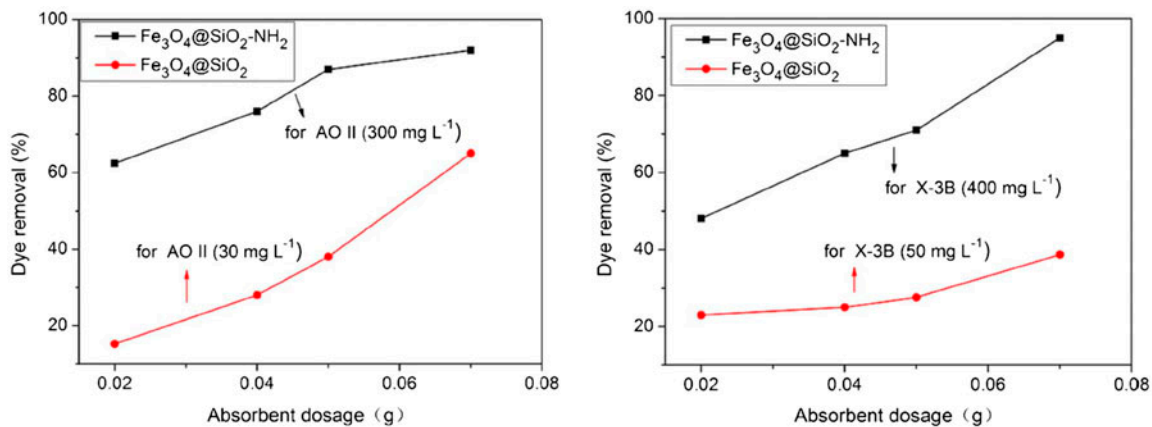 100
80
60
40
20
Dye removal (%)
Fe₃O₄@SiO₂-NH₂
Fe₃O₄@SiO₂
for AO II (300 mg L⁻¹)
for AO II (30 mg L⁻¹)
0.02 0.04 0.06 0.08
Absorbent dosage（g）
100
80
60
40
20
Dye removal (%)
Fe₃O₄@SiO₂-NH₂
Fe₃O₄@SiO₂
for X-3B (400 mg L⁻¹)
for X-3B (50 mg L⁻¹)
0.02 0.04 0.06 0.08
Absorbent dosage（g）